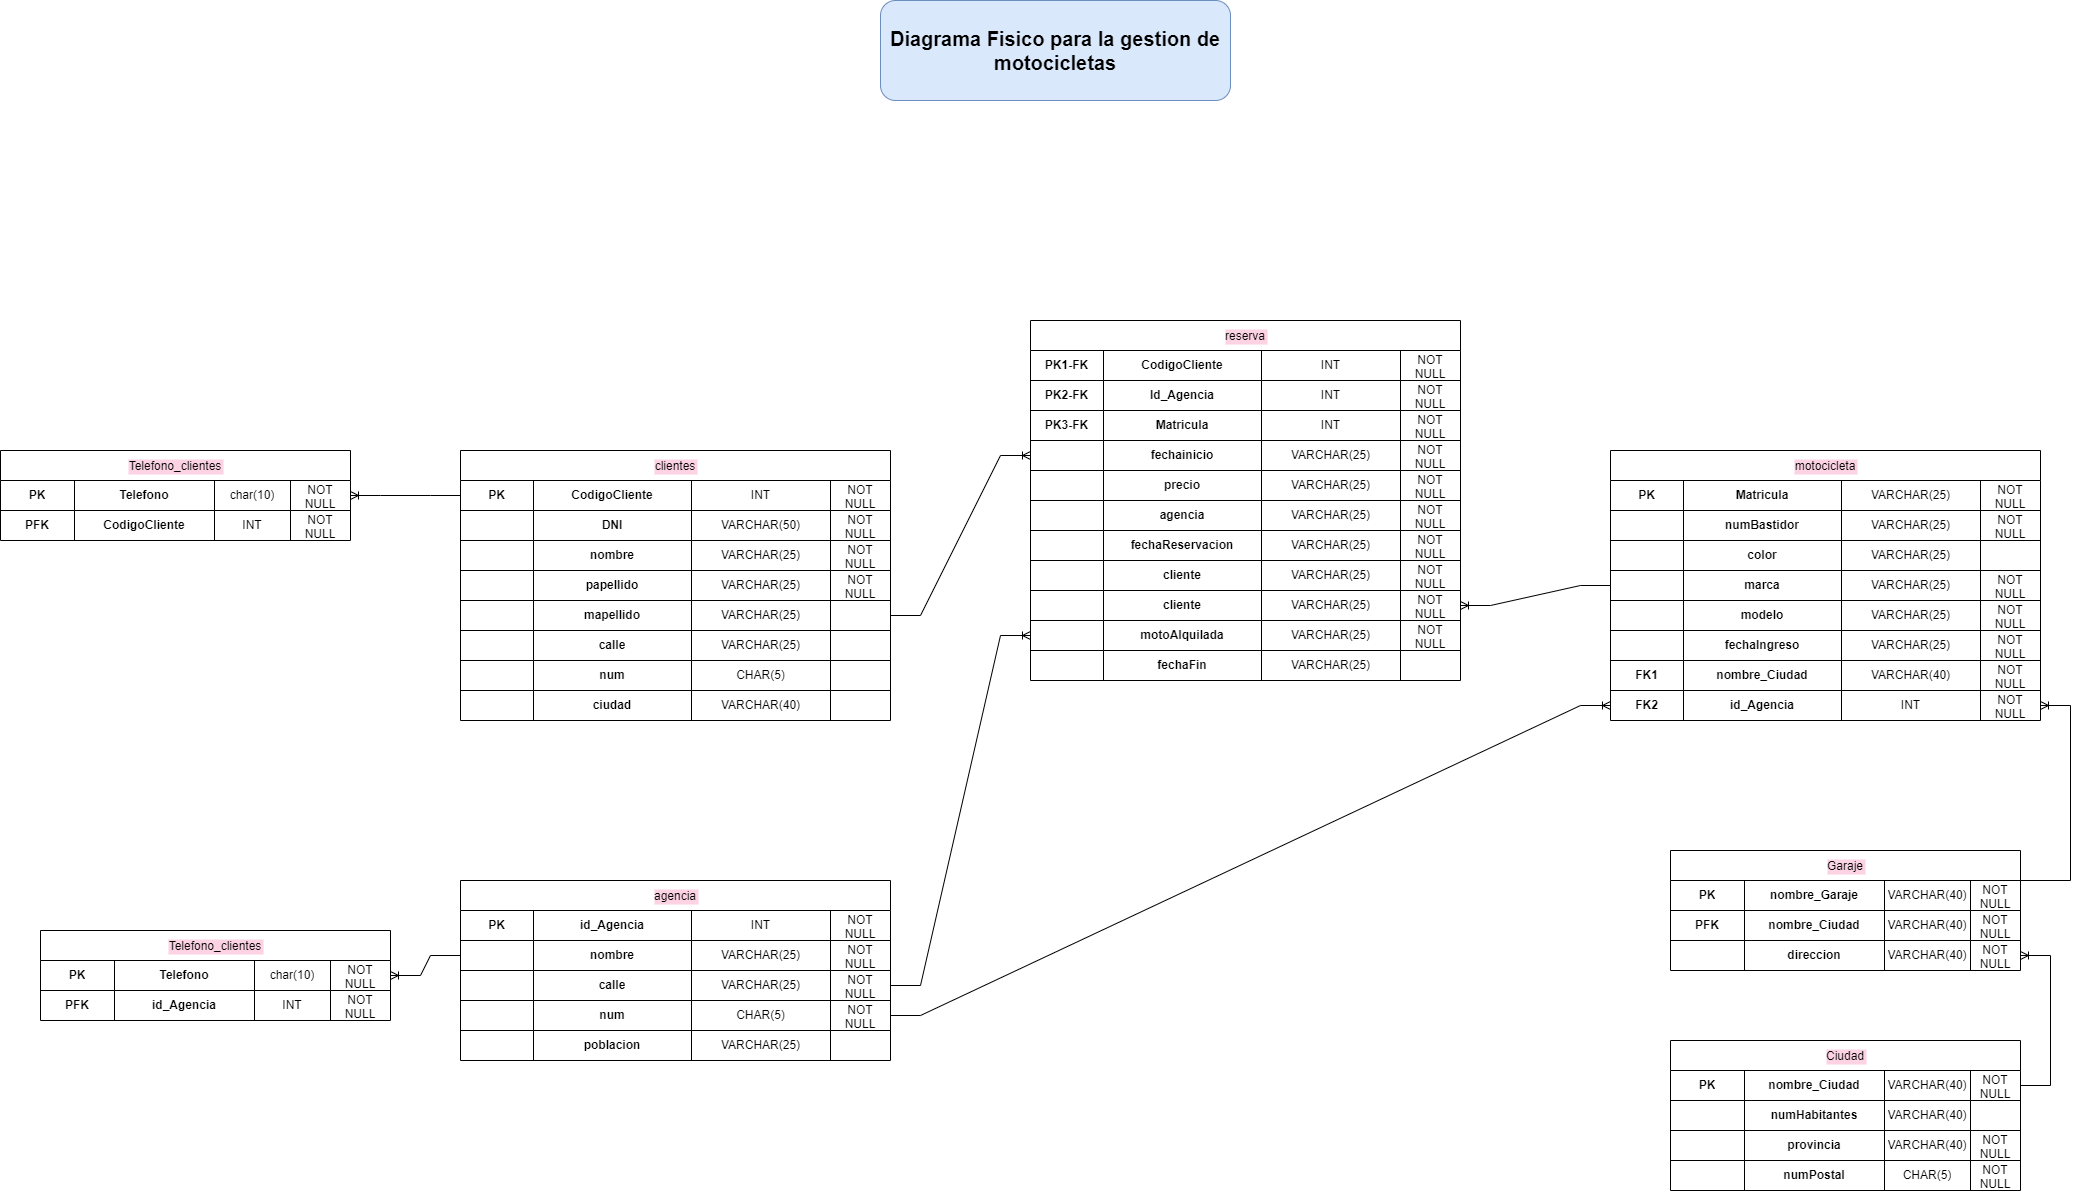 Diagrama Fisico para la gestion de
motocicletas
reserva
PK1-FK CodigoCliente INT NOT NULL
PK2-FK Id_Agencia INT NOT NULL
PK3-FK Matricula INT NOT NULL
fechainicio VARCHAR(25) NOT NULL
precio VARCHAR(25) NOT NULL
agencia VARCHAR(25) NOT NULL
fechaReservacion VARCHAR(25) NOT NULL
cliente VARCHAR(25) NOT NULL
cliente VARCHAR(25) NOT NULL
motoAlquilada VARCHAR(25) NOT NULL
fechaFin VARCHAR(25)
Telefono_clientes
PK Telefono char(10) NOT NULL
PFK CodigoCliente INT NOT NULL
clientes
PK CodigoCliente INT NOT NULL
DNI VARCHAR(50) NOT NULL
nombre VARCHAR(25) NOT NULL
papellido VARCHAR(25) NOT NULL
mapellido VARCHAR(25)
calle VARCHAR(25)
num CHAR(5)
ciudad VARCHAR(40)
motocicleta
PK Matricula VARCHAR(25) NOT NULL
numBastidor VARCHAR(25) NOT NULL
color VARCHAR(25)
marca VARCHAR(25) NOT NULL
modelo VARCHAR(25) NOT NULL
fechaIngreso VARCHAR(25) NOT NULL
FK1 nombre_Ciudad VARCHAR(40) NOT NULL
FK2 id_Agencia INT NOT NULL
Telefono_clientes
PK Telefono char(10) NOT NULL
PFK id_Agencia INT NOT NULL
agencia
PK id_Agencia INT NOT NULL
nombre VARCHAR(25) NOT NULL
calle VARCHAR(25) NOT NULL
num CHAR(5) NOT NULL
poblacion VARCHAR(25)
Garaje
PK nombre_Garaje VARCHAR(40) NOT NULL
PFK nombre_Ciudad VARCHAR(40) NOT NULL
direccion VARCHAR(40) NOT NULL
Ciudad
PK nombre_Ciudad VARCHAR(40) NOT NULL
numHabitantes VARCHAR(40)
provincia VARCHAR(40) NOT NULL
numPostal CHAR(5) NOT NULL